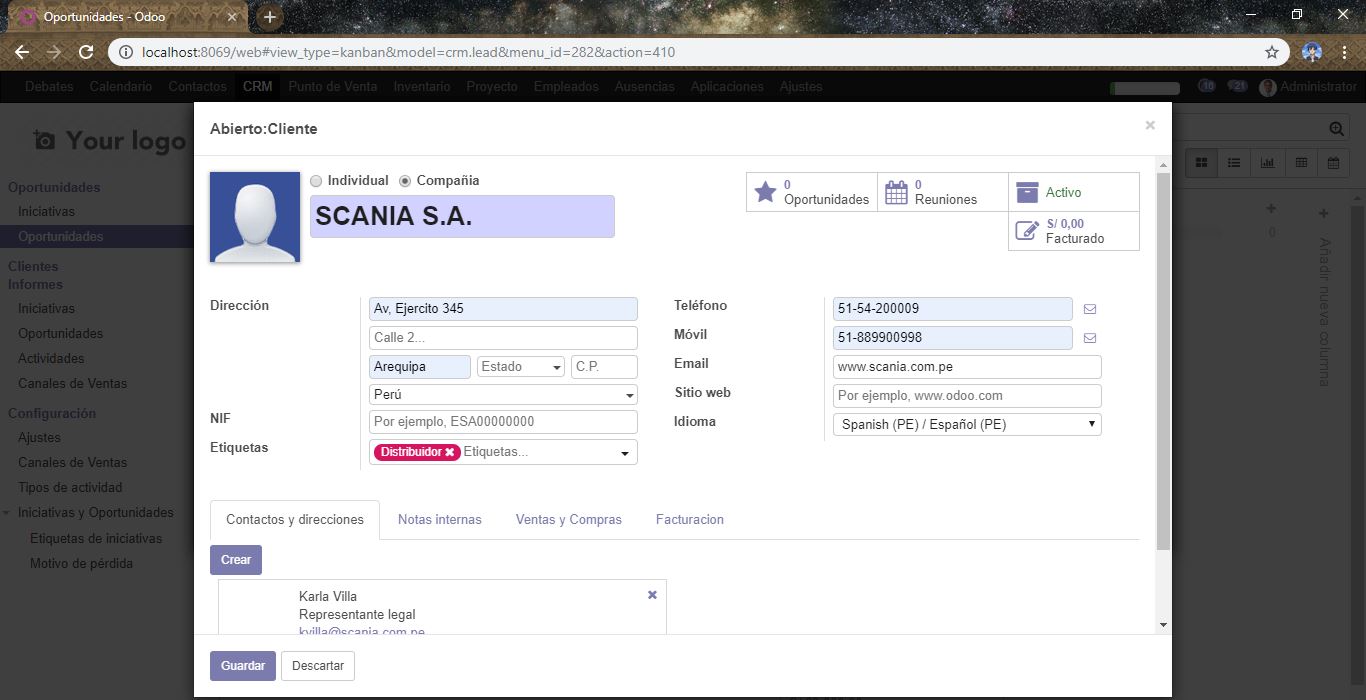 Oportunidades - Odoo
localhost:8069/web#view_type=kanban&model=crm.lead&menu_id=282&action=410
Debates Calendario Contactos CRM Punto de Venta Inventario Proyecto Empleados Ausencias Aplicaciones Ajustes 16 21 Administrator
Your logo
Oportunidades
Iniciativas
Oportunidades
Clientes
Informes
Iniciativas
Oportunidades
Actividades
Canales de Ventas
Configuración
Ajustes
Canales de Ventas
Tipos de actividad
Iniciativas y Oportunidades
Etiquetas de iniciativas
Motivo de pérdida
Abierto:Cliente
Individual Compañia
SCANIA S.A.
0 Oportunidades
0 Reuniones
Activo
S/ 0,00 Facturado
Dirección
Av, Ejercito 345
Calle 2...
Arequipa Estado C.P.
Perú
NIF Por ejemplo, ESA00000000
Etiquetas Distribuidor Etiquetas...
Teléfono 51-54-200009
Móvil 51-889900998
Email www.scania.com.pe
Sitio web Por ejemplo, www.odoo.com
Idioma Spanish (PE) / Español (PE)
Contactos y direcciones Notas internas Ventas y Compras Facturacion
Crear
Karla Villa
Representante legal
kvilla@scania.com.pe
Guardar Descartar
0
Añadir nueva columna